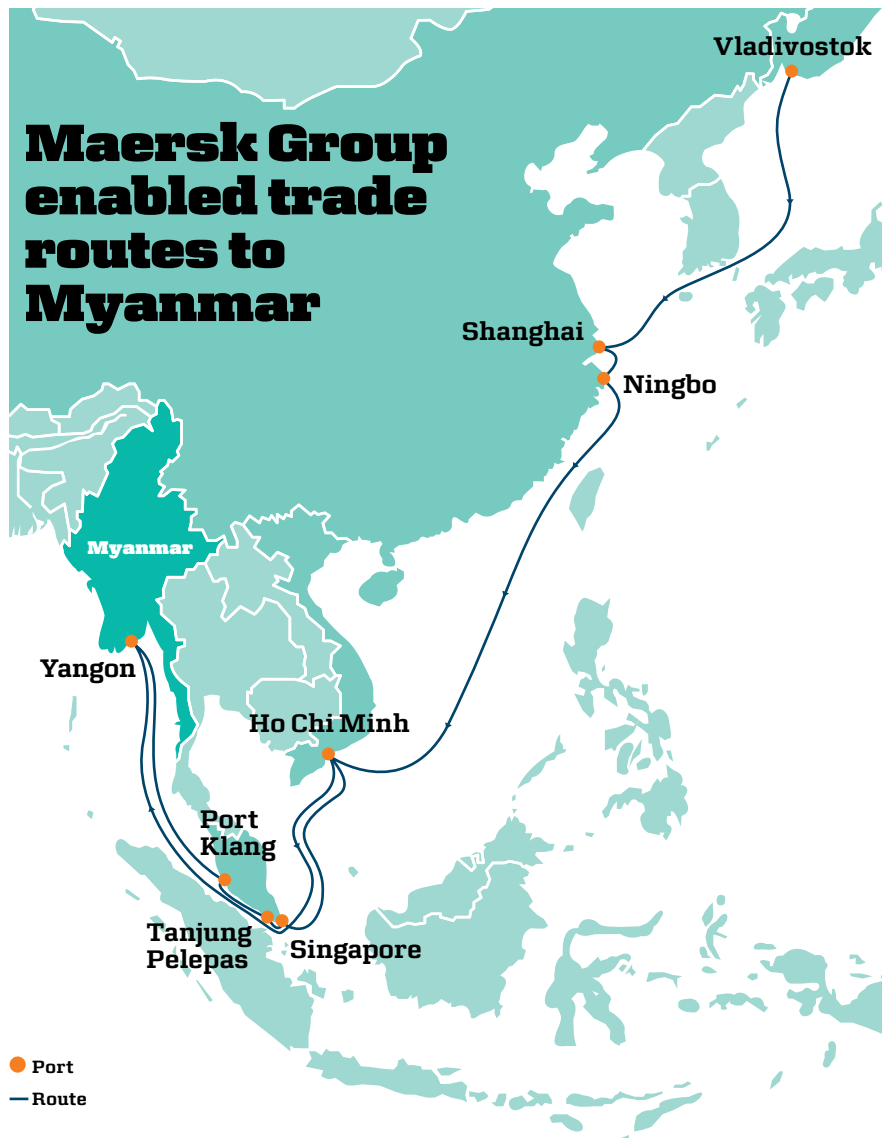 Vladivostok
Maersk Group
enabled trade
routes to
Myanmar
Shanghai
Ningbo
Myanmar
Yangon
Ho Chi Minh
Port
Klang
Tanjung
Pelepas
Singapore
Port
Route